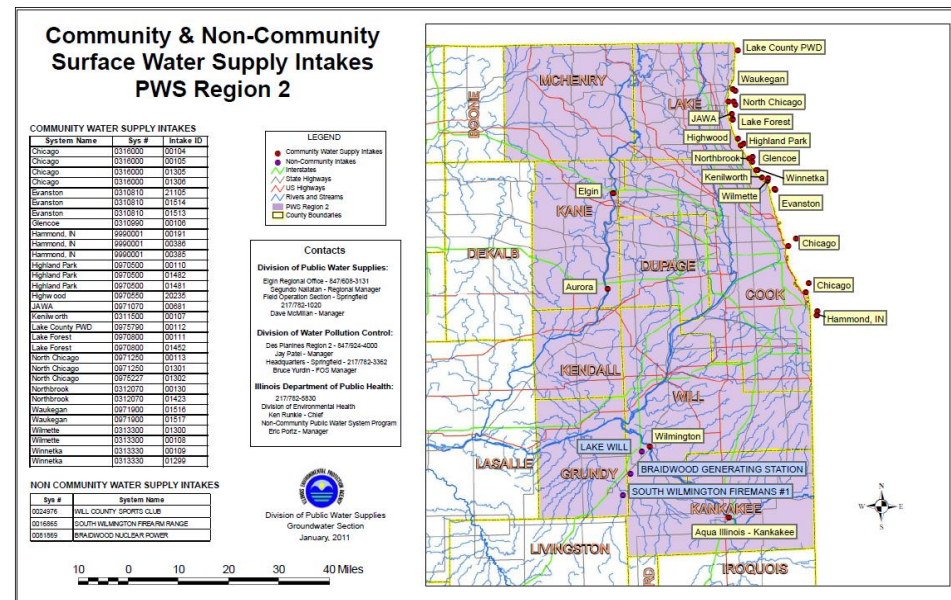 Community & Non-Community
Surface Water Supply Intakes
PWS Region 2
COMMUNITY WATER SUPPLY INTAKES
System Name Sys # Intake ID
Chicago 0316000 00104
Chicago 0316000 00105
Chicago 0316000 01305
Chicago 0316000 01306
Evanston 0310810 21105
Evanston 0310810 01514
Evanston 0310810 01513
Glencoe 0310990 00106
Hammond, IN 9990001 00191
Hammond, IN 9990001 00386
Hammond, IN 9990001 00385
Highland Park 0970500 00110
Highland Park 0970500 01482
Highland Park 0970500 01481
Highwood 0970550 20235
JAWA 0971070 00681
Kenilworth 0311500 00107
Lake County PWD 0975790 00112
Lake Forest 0970800 00111
Lake Forest 0970800 01452
North Chicago 0971250 00113
North Chicago 0971250 01301
North Chicago 0975227 01302
Northbrook 0312070 00130
Northbrook 0312070 01423
Waukegan 0971900 01516
Waukegan 0971900 01517
Wilmette 0313300 01300
Wilmette 0313300 00108
Winnetka 0313330 00109
Winnetka 0313330 01299
NON COMMUNITY WATER SUPPLY INTAKES
Sys # System Name
0024976 WILL COUNTY SPORTS CLUB
0016865 SOUTH WILMINGTON FIREARM RANGE
0081869 BRAIDWOOD NUCLEAR POWER
10 0 10 20 30 40 Miles
LEGEND
Community Water Supply Intakes
Non-Community Intakes
Interstates
State Highways
US Highways
Rivers and Streams
PWS Region 2
County Boundaries
Contacts
Division of Public Water Supplies:
Elgin Regional Office - 847/608-3131
Segundo Nallatan - Regional Manager
Field Operation Section - Springfield
217/782-1020
Dave McMillan - Manager
Division of Water Pollution Control:
Des Planines Region 2 - 847/924-4000
Jay Patel - Manager
Headquarters - Springfield - 217/782-3362
Bruce Yurdin - FOS Manager
Illinois Department of Public Health:
217/782-5830
Division of Environmental Health
Ken Runkle - Chief
Non-Community Public Water System Program
Eric Portz - Manager
Division of Public Water Supplies
Groundwater Section
January, 2011
Lake County PWD
MCHENRY
Waukegan
BOONE
LAKE
North Chicago
JAWA
Lake Forest
Highwood
Highland Park
Northbrook
Glencoe
Kenilworth
Winnetka
Elgin
Wilmette
Evanston
KANE
Chicago
DEKALB
DUPAGE
Aurora
COOK
Chicago
Hammond, IN
KENDALL
WILL
Wilmington
LAKE WILL
LASALLE
GRUNDY
BRAIDWOOD GENERATING STATION
SOUTH WILMINGTON FIREMANS #1
KANKAKEE
Aqua Illinois - Kankakee
LIVINGSTON
IROQUOIS
RD
N
W E
S